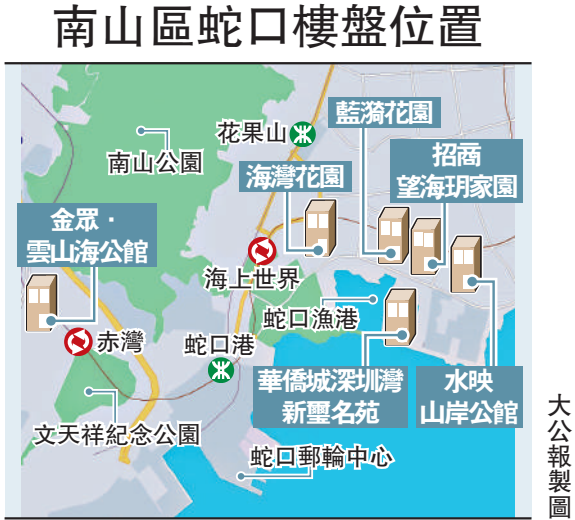 南山區蛇口樓盤位置
藍漪花園
花果山
招商
望海玥家園
南山公園
海灣花園
金眾·
雲山海公館
海上世界
蛇口漁港
赤灣
蛇口港
華僑城深圳灣
新璽名苑
水映
山岸公館
文天祥紀念公園
蛇口郵輪中心
大公報製圖